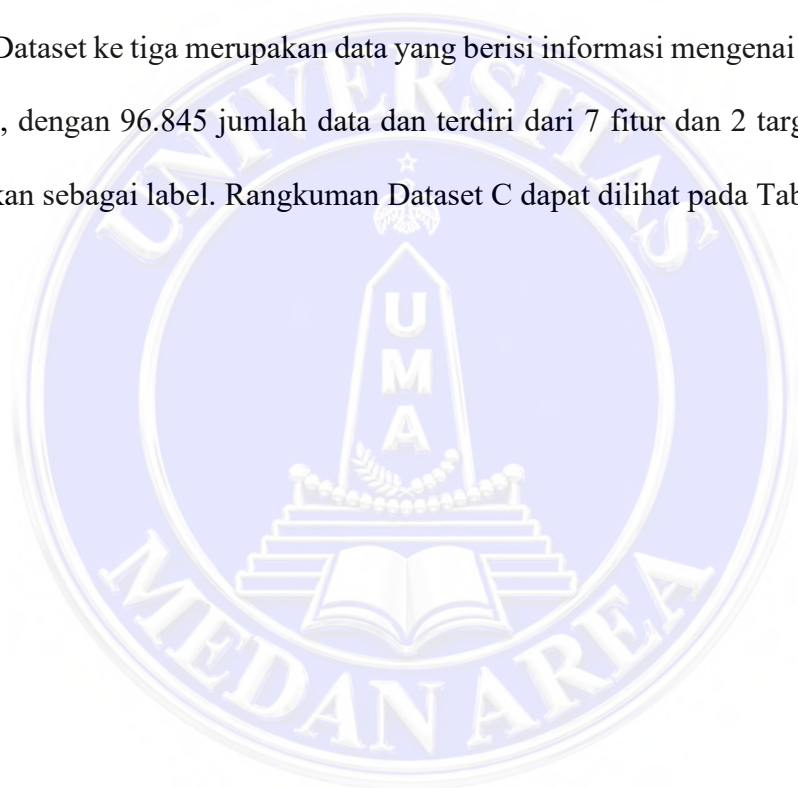 Dataset ke tiga merupakan data yang berisi informasi mengenai
, dengan 96.845 jumlah data dan terdiri dari 7 fitur dan 2 targ
kan sebagai label. Rangkuman Dataset C dapat dilihat pada Tab
UNIVERSITAS
UMA
MEDAN AREA